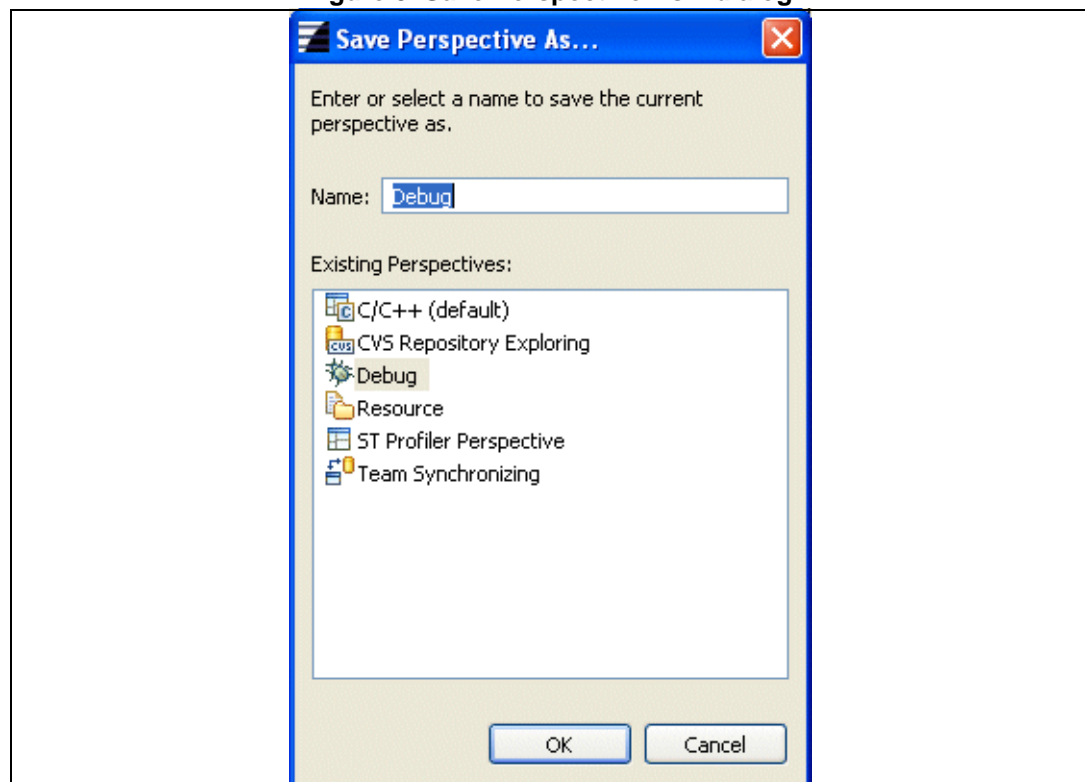 Save Perspective As...
Enter or select a name to save the current
perspective as.
Name: Debug
Existing Perspectives:
C/C++ (default)
CVS Repository Exploring
Debug
Resource
ST Profiler Perspective
Team Synchronizing
OK Cancel